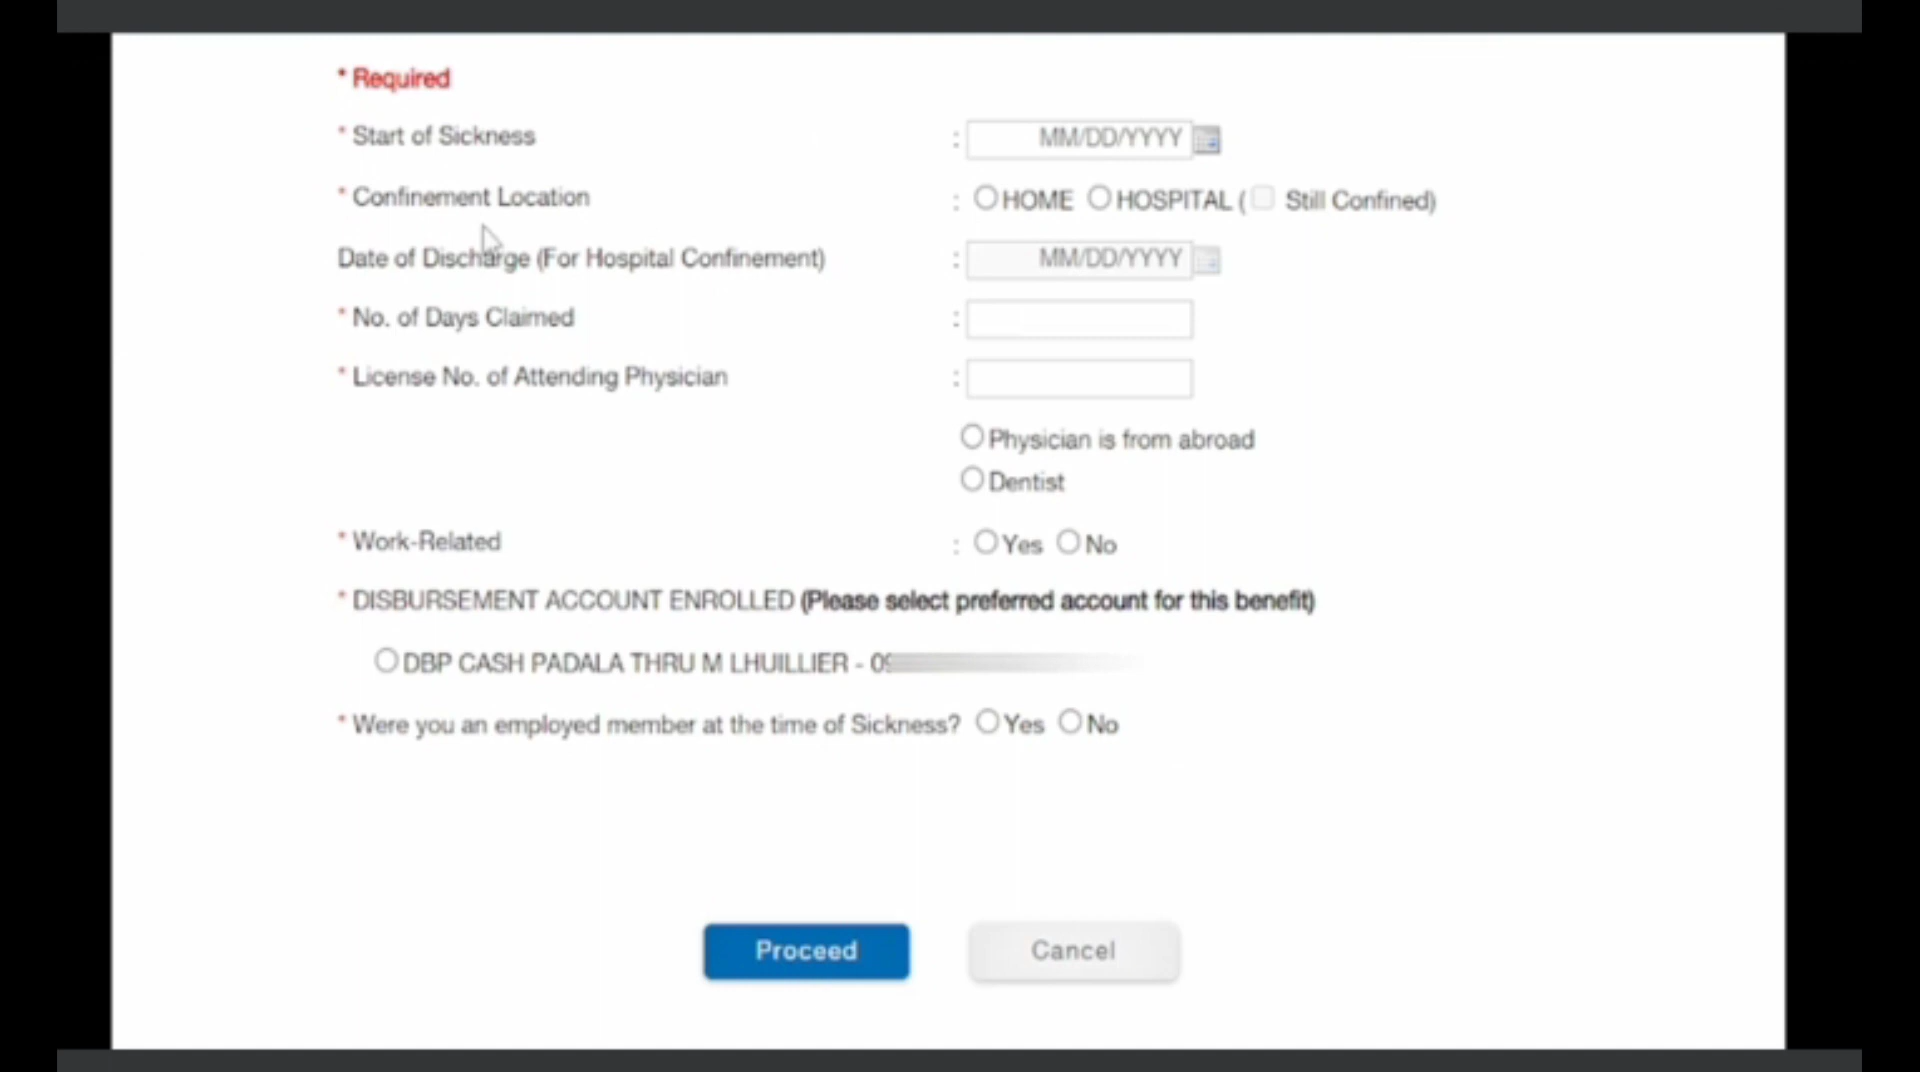 * Required
* Start of Sickness : MM/DD/YYYY
* Confinement Location : HOME HOSPITAL ( Still Confined)
Date of Discharge (For Hospital Confinement) : MM/DD/YYYY
* No. of Days Claimed :
* License No. of Attending Physician :
Physician is from abroad
Dentist
* Work-Related : Yes No
* DISBURSEMENT ACCOUNT ENROLLED (Please select preferred account for this benefit)
DBP CASH PADALA THRU M LHUILLIER - 09
* Were you an employed member at the time of Sickness? Yes No
Proceed Cancel